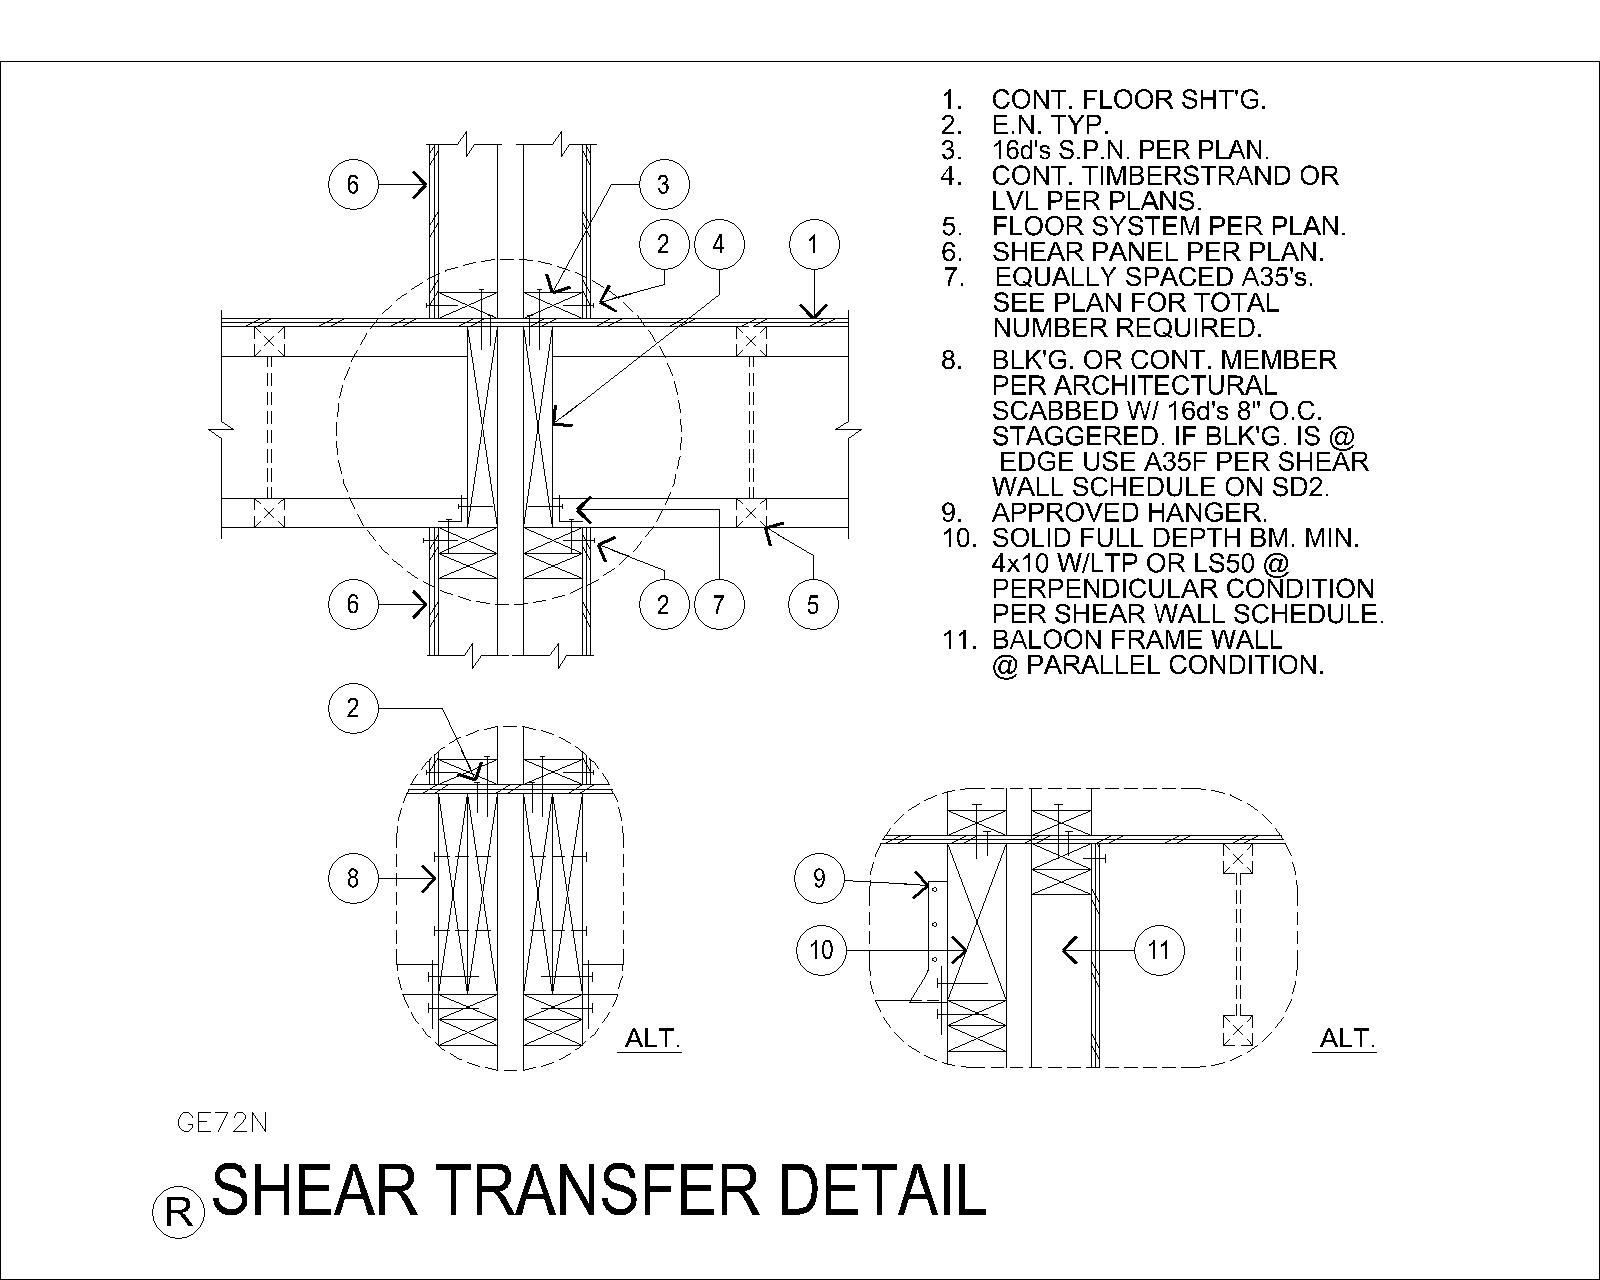 1. CONT. FLOOR SHT'G.
2. E.N. TYP.
3. 16d's S.P.N. PER PLAN.
4. CONT. TIMBERSTRAND OR
LVL PER PLANS.
5. FLOOR SYSTEM PER PLAN.
6. SHEAR PANEL PER PLAN.
7. EQUALLY SPACED A35's.
SEE PLAN FOR TOTAL
NUMBER REQUIRED.
8. BLK'G. OR CONT. MEMBER
PER ARCHITECTURAL
SCABBED W/ 16d's 8" O.C.
STAGGERED. IF BLK'G. IS @
EDGE USE A35F PER SHEAR
WALL SCHEDULE ON SD2.
9. APPROVED HANGER.
10. SOLID FULL DEPTH BM. MIN.
4x10 W/LTP OR LS50 @
PERPENDICULAR CONDITION
PER SHEAR WALL SCHEDULE.
11. BALOON FRAME WALL
@ PARALLEL CONDITION.
6
3
2
4
1
6
2
7
5
2
8
ALT.
9
10
11
ALT.
GE72N
R SHEAR TRANSFER DETAIL